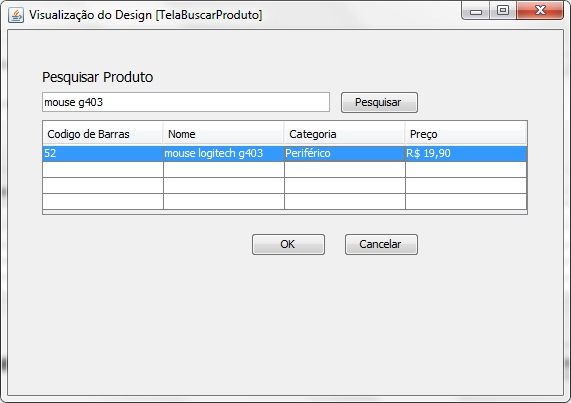 Visualização do Design [TelaBuscarProduto]
Pesquisar Produto
mouse g403 Pesquisar
Codigo de Barras Nome Categoria Preço
52 mouse logitech g403 Periférico R$ 19,90
OK Cancelar